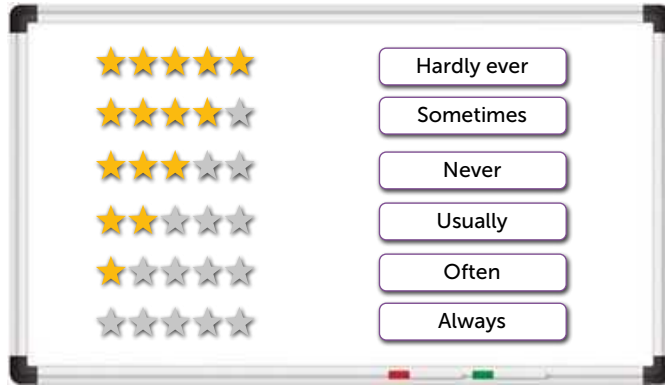 Hardly ever
Sometimes
Never
Usually
Often
Always